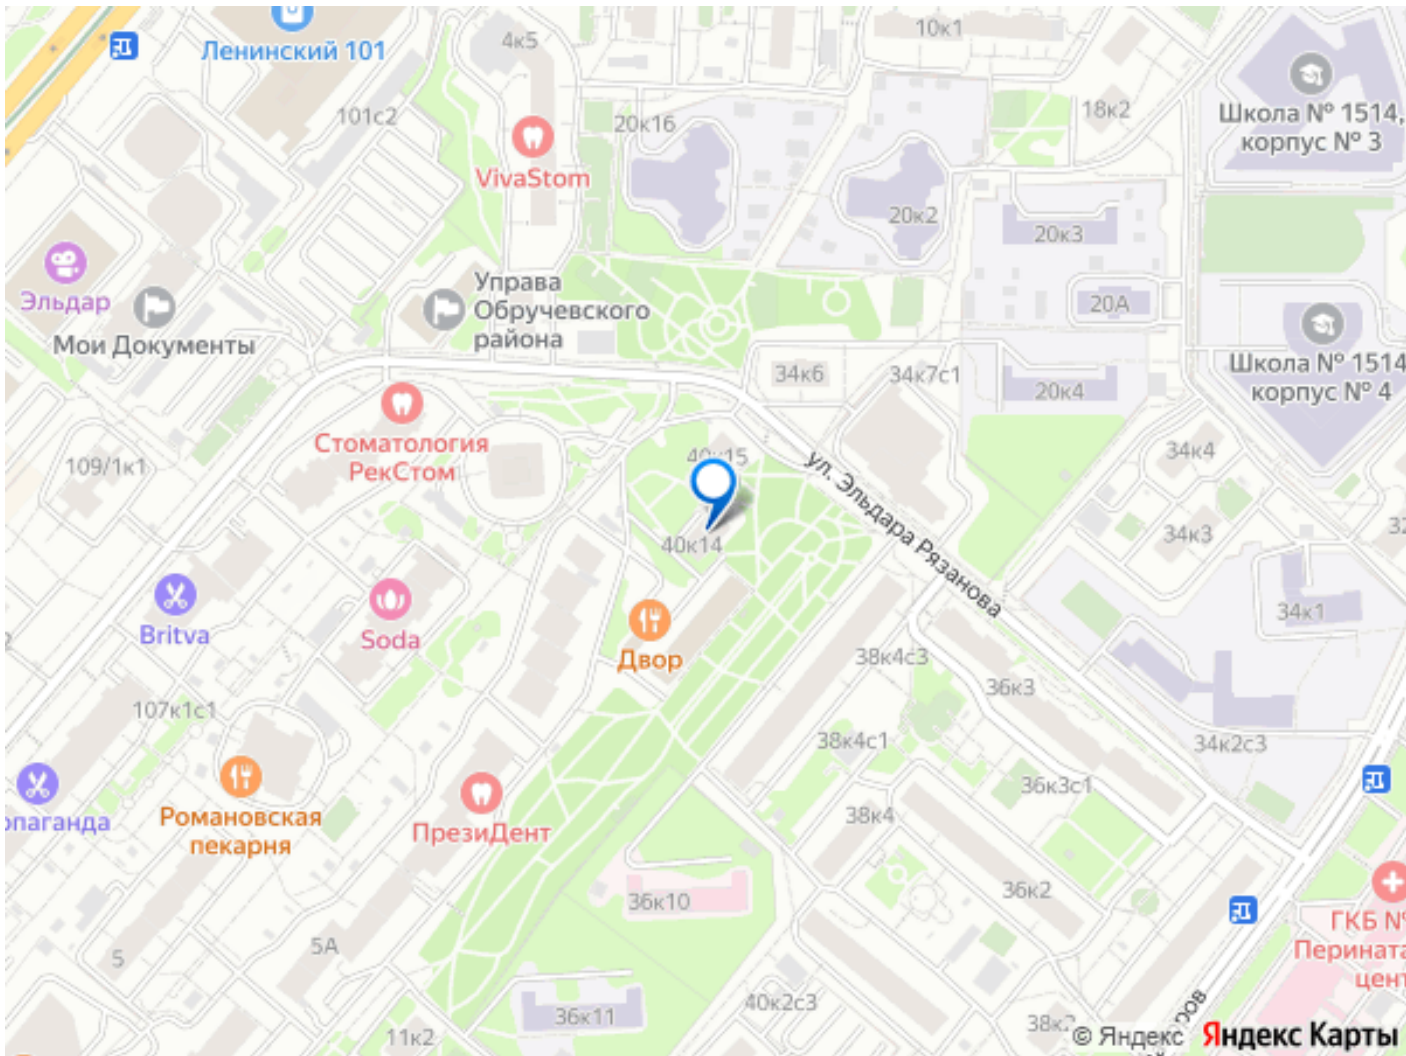 Ленинский 101
4к5
10к1
Школа № 1514,
корпус № 3
101с2
20к16
18к2
VivaStom
20к2
20к3
Эльдар
Мои Документы
Управа
Обручевского
района
20А
Школа № 1514
корпус № 4
34к6
34к7с1
20к4
Стоматология
РекСтом
109/1к1
40к15
34к4
ул. Эльдара Рязанова
40к14
34к3
Britva
Soda
Двор
34к1
38к4с3
36к3
107к1с1
38к4с1
34к2с3
36к3с1
Романовская
пекарня
ПрезиДент
38к4
36к10
36к2
ГКБ №
5
5А
11к2
36к11
40к2с3
© Яндекс Яндекс Карты